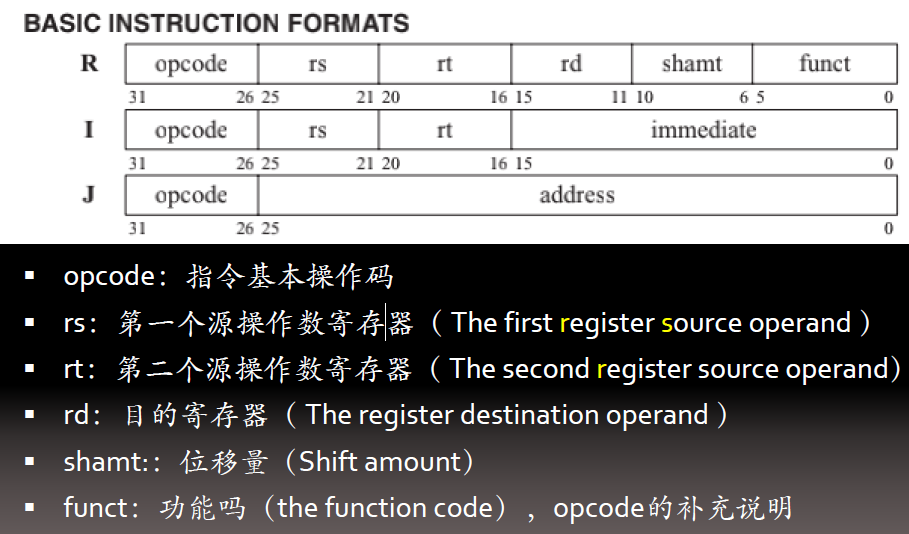 BASIC INSTRUCTION FORMATS
R opcode rs rt rd shamt funct
31 26 25 21 20 16 15 11 10 6 5 0
I opcode rs rt immediate
31 26 25 21 20 16 15 0
J opcode address
31 26 25 0
▪ opcode：指令基本操作码
▪ rs：第一个源操作数寄存器（ The first register source operand ）
▪ rt：第二个源操作数寄存器（ The second register source operand）
▪ rd：目的寄存器（ The register destination operand ）
▪ shamt:：位移量（Shift amount）
▪ funct：功能吗（the function code），opcode的补充说明